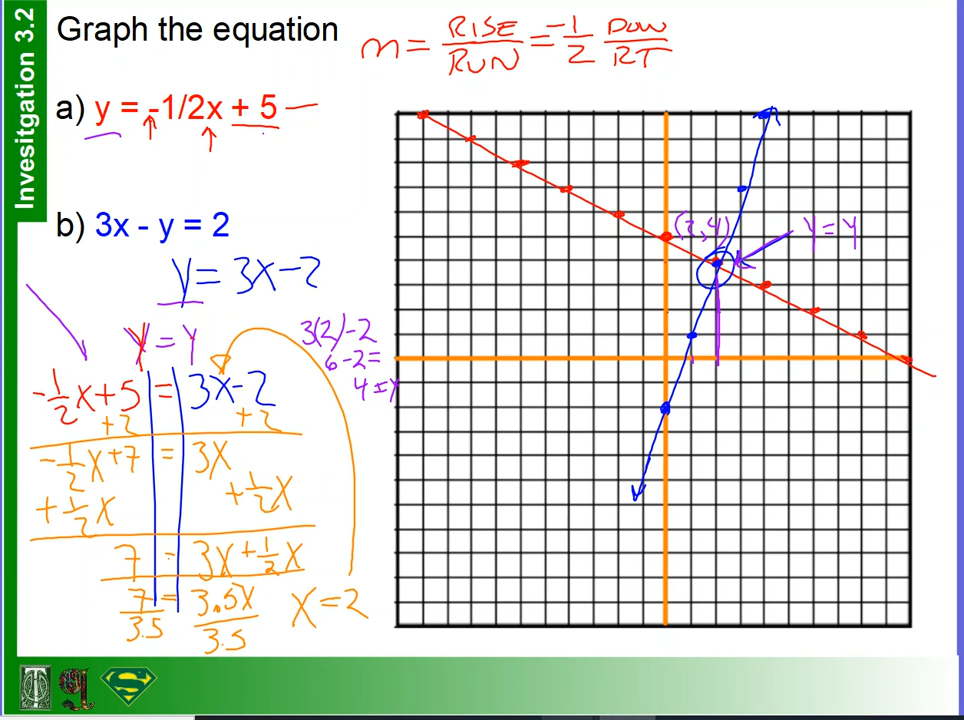 Invesitgation 3.2
Graph the equation
m = RISE/RUN = -1/2 DOW/RT
a) y = -1/2x + 5
b) 3x - y = 2
y = 3x - 2
(2,4)
y = y
y = y
3(2) - 2
6 - 2 =
4 = y
-1/2x + 5 = 3x - 2
+2 +2
-1/2x + 7 = 3x
+1/2x +1/2x
7 = 3x + 1/2x
7/3.5 = 3.5x/3.5
x = 2